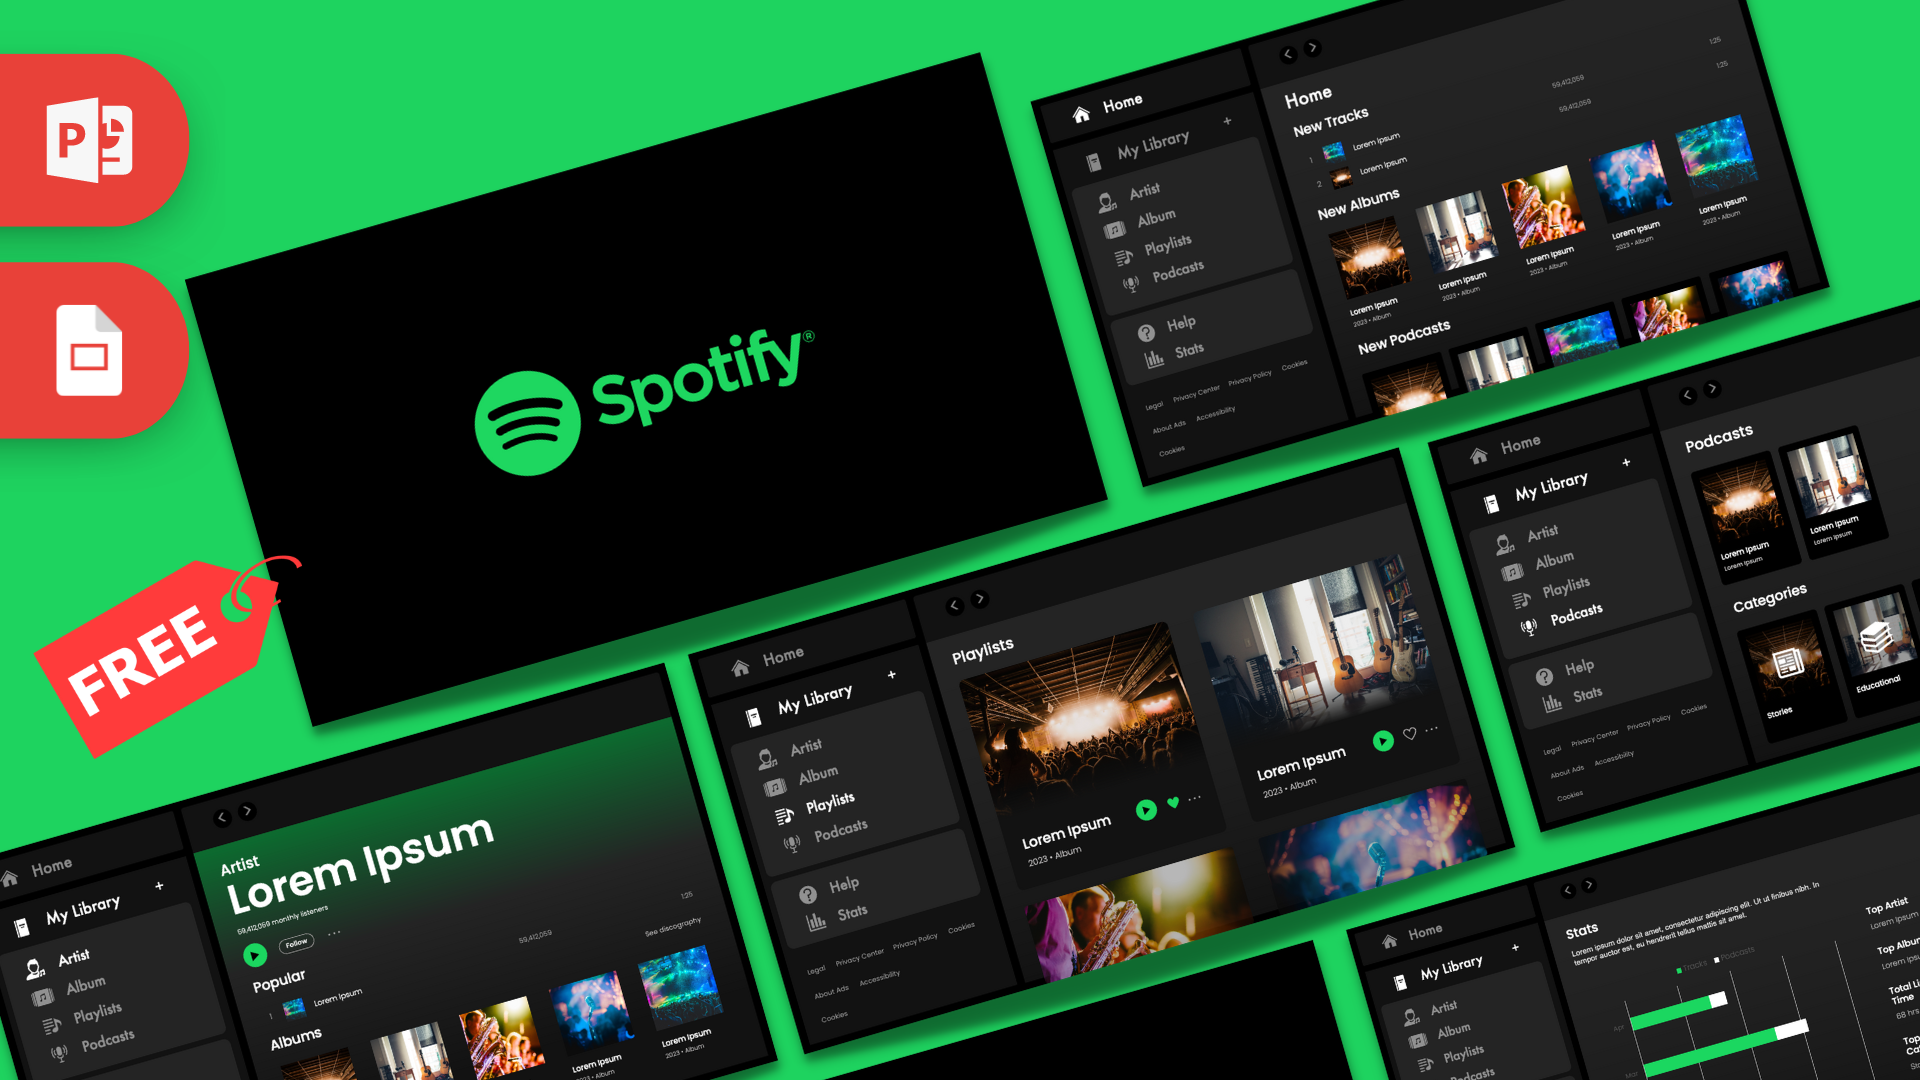 P
FREE
Spotify®
Home
My Library
+
Artist
Album
Playlists
Podcasts
Help
Stats
Legal Privacy Center Privacy Policy Cookies
About Ads Accessibility
Cookies
Home
New Tracks
1 Lorem Ipsum 59,412,059 1:25
2 Lorem Ipsum 59,412,059 1:25
New Albums
Lorem Ipsum
2023 • Album
Lorem Ipsum
2023 • Album
Lorem Ipsum
2023 • Album
Lorem Ipsum
2023 • Album
Lorem Ipsum
2023 • Album
New Podcasts
Home
My Library
+
Artist
Album
Playlists
Podcasts
Artist
Lorem Ipsum
59,412,059 monthly listeners
Follow
Popular
1 Lorem Ipsum 59,412,059 1:25
See discography
Albums
Lorem Ipsum
2023 • Album
Lorem Ipsum
2023 • Album
Home
My Library
+
Artist
Album
Playlists
Podcasts
Help
Stats
Legal Privacy Center Privacy Policy Cookies
About Ads Accessibility
Cookies
Playlists
Lorem Ipsum
2023 • Album
Lorem Ipsum
2023 • Album
Home
My Library
+
Artist
Album
Playlists
Podcasts
Help
Stats
Legal Privacy Center Privacy Policy Cookies
About Ads Accessibility
Cookies
Podcasts
Lorem Ipsum
Lorem Ipsum
Lorem Ipsum
Lorem Ipsum
Categories
Stories
Educational
Home
My Library
+
Artist
Album
Playlists
Podcasts
Stats
Lorem ipsum dolor sit amet, consectetur adipiscing elit. Ut ut finibus nibh. In
tempor auctor est, eu hendrerit tellus mattis sit amet.
Tracks Podcasts
Apr
Mar
Top Artist
Lorem Ipsum
Top Album
Lorem Ipsum
Time
68 hrs